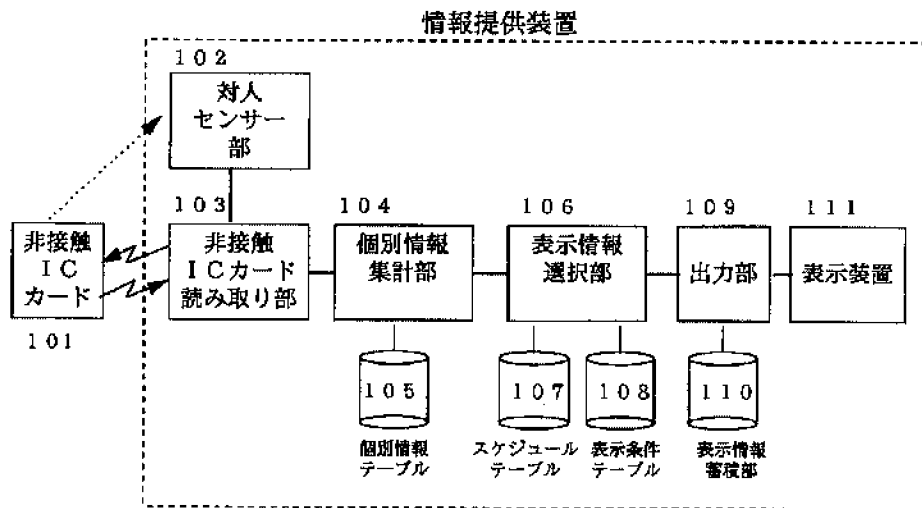 情報提供装置
102
対人
センサー
部
103
非接触
ICカード
読み取り部
104
個別情報
集計部
106
表示情報
選択部
109
出力部
111
表示装置
非接触
IC
カード
101
105
個別情報
テーブル
107
スケジュール
テーブル
108
表示条件
テーブル
110
表示情報
蓄積部